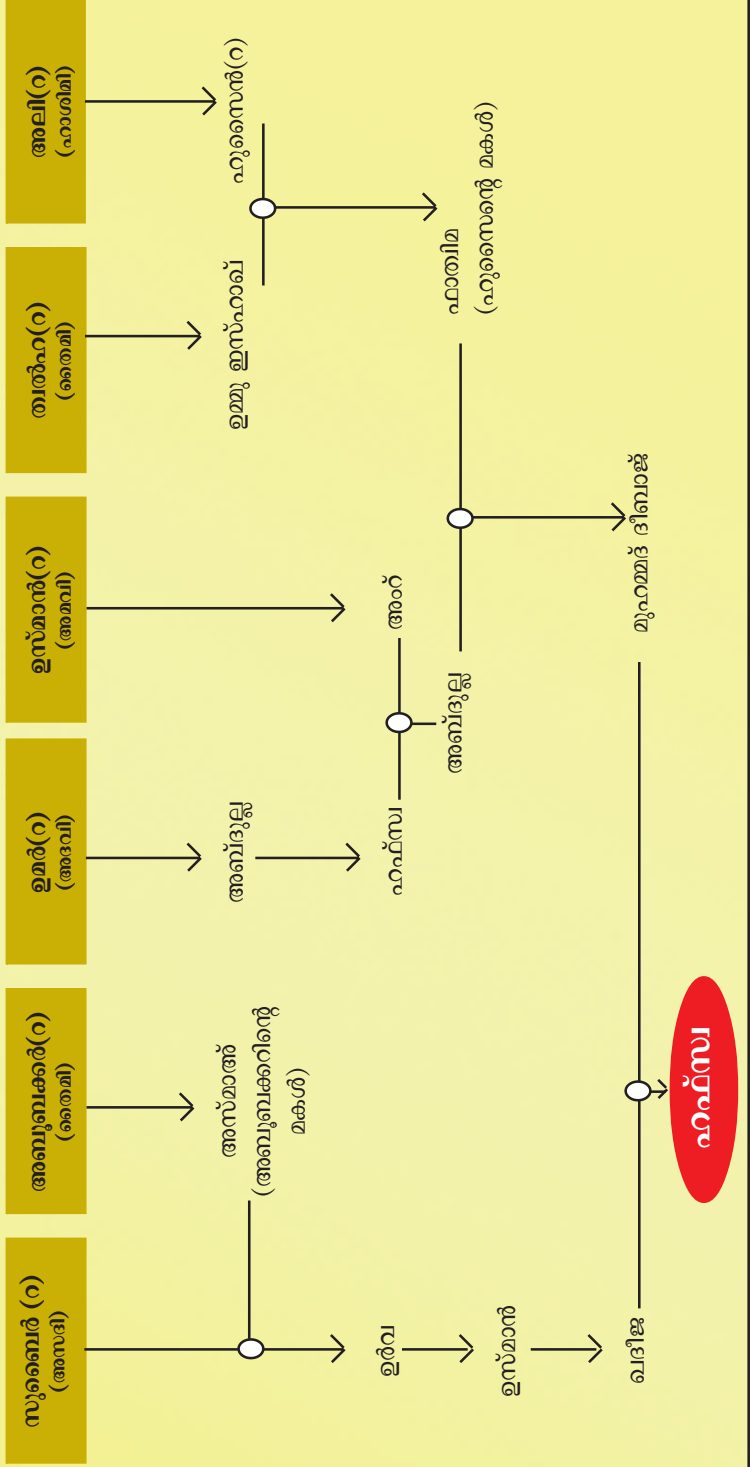 സുബൈർ (റ)
(അസദി)
അബൂബക്കർ(റ)
(തൈമി)
ഉമർ(റ)
(അദവി)
ഉസ്മാൻ(റ)
(അമവി)
ത്വൽഹ(റ)
(തൈമി)
അലി(റ)
(ഹാശിമി)
അസ്മാഅ്
(അബൂബക്കറിന്റെ
മകൾ)
അബ്ദുല്ല
ഉമ്മു ഇസ്ഹാഖ്
ഹുസൈൻ(റ)
ഉർവ
ഹഫ്സ്വ
അംറ്
അബ്ദുല്ല
ഫാത്വിമ
(ഹുസൈന്റെ മകൾ)
ഉസ്മാൻ
ഖദീജ
മുഹമ്മദ് ദീബാജ്
ഹഫ്സ്വ